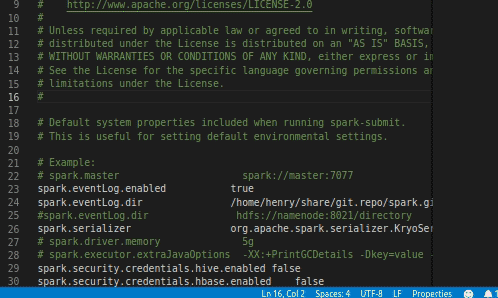 9 # http://www.apache.org/licenses/LICENSE-2.0
10 #
11 # Unless required by applicable law or agreed to in writing, softwar
12 # distributed under the License is distributed on an "AS IS" BASIS,
13 # WITHOUT WARRANTIES OR CONDITIONS OF ANY KIND, either express or im
14 # See the License for the specific language governing permissions an
15 # limitations under the License.
16 #
17
18 # Default system properties included when running spark-submit.
19 # This is useful for setting default environmental settings.
20
21 # Example:
22 # spark.master spark://master:7077
23 spark.eventLog.enabled true
24 spark.eventLog.dir /home/henry/share/git.repo/spark.gi
25 #spark.eventLog.dir hdfs://namenode:8021/directory
26 spark.serializer org.apache.spark.serializer.KryoSer
27 # spark.driver.memory 5g
28 # spark.executor.extraJavaOptions -XX:+PrintGCDetails -Dkey=value -
29 spark.security.credentials.hive.enabled false
30 spark.security.credentials.hbase.enabled false
Ln 16, Col 2 Spaces: 4 UTF-8 LF Properties 1